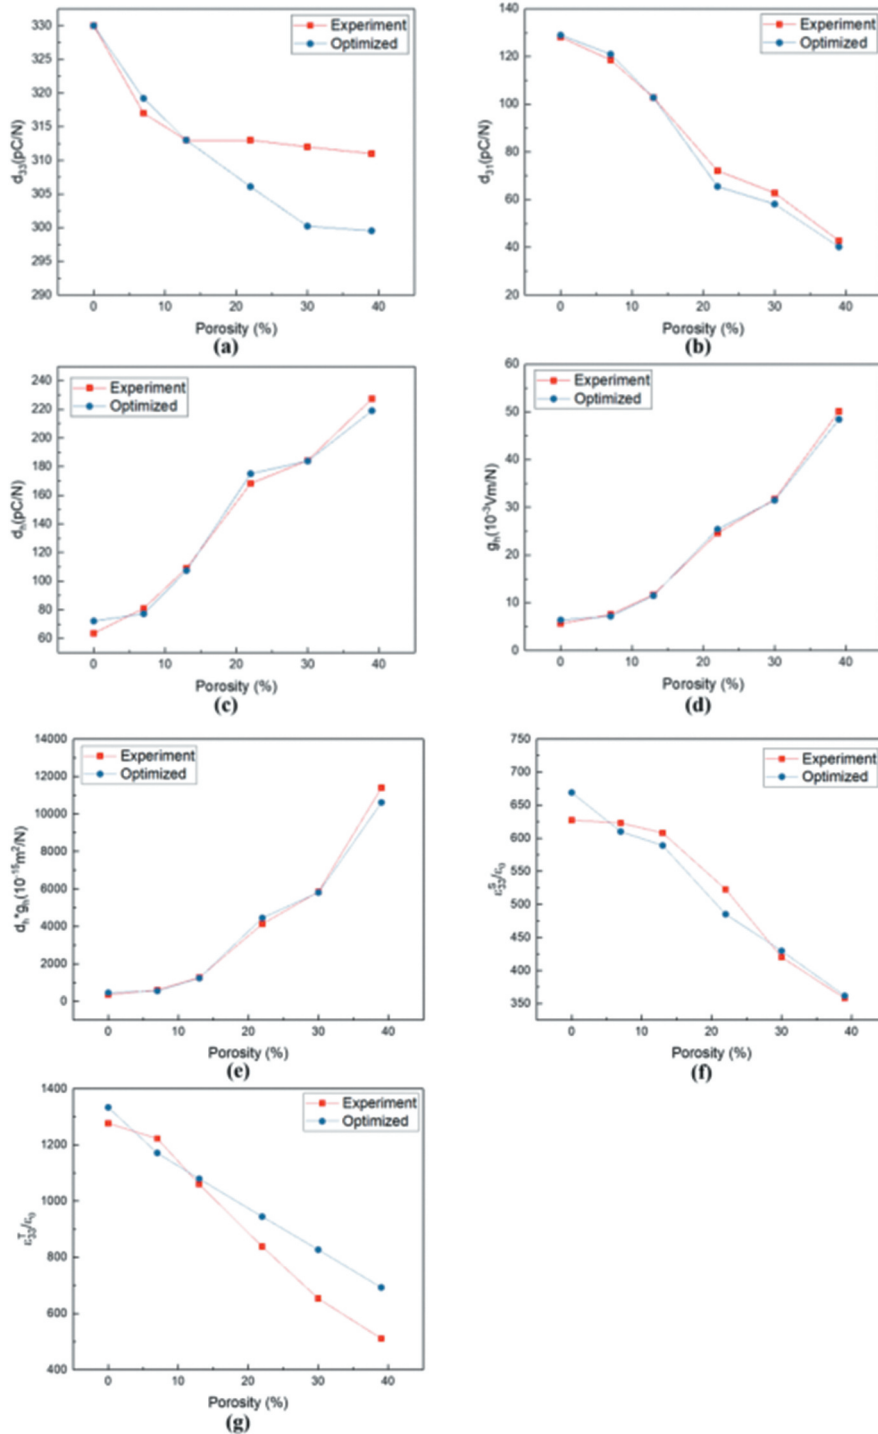 330
325
320
315
310
305
300
295
290
d33(pC/N)
Experiment
Optimized
0 10 20 30 40
Porosity (%)
(a)
140
120
100
80
60
40
20
d31(pC/N)
Experiment
Optimized
0 10 20 30 40
Porosity (%)
(b)
240
220
200
180
160
140
120
100
80
60
dh(pC/N)
Experiment
Optimized
0 10 20 30 40
Porosity (%)
(c)
60
50
40
30
20
10
0
gh(10⁻³Vm/N)
Experiment
Optimized
0 10 20 30 40
Porosity (%)
(d)
14000
12000
10000
8000
6000
4000
2000
0
dh*gh(10⁻¹⁵m²/N)
Experiment
Optimized
0 10 20 30 40
Porosity (%)
(e)
750
700
650
600
550
500
450
400
350
ε33^S/ε0
Experiment
Optimized
0 10 20 30 40
Porosity (%)
(f)
1400
1200
1000
800
600
400
ε33^T/ε0
Experiment
Optimized
0 10 20 30 40
Porosity (%)
(g)